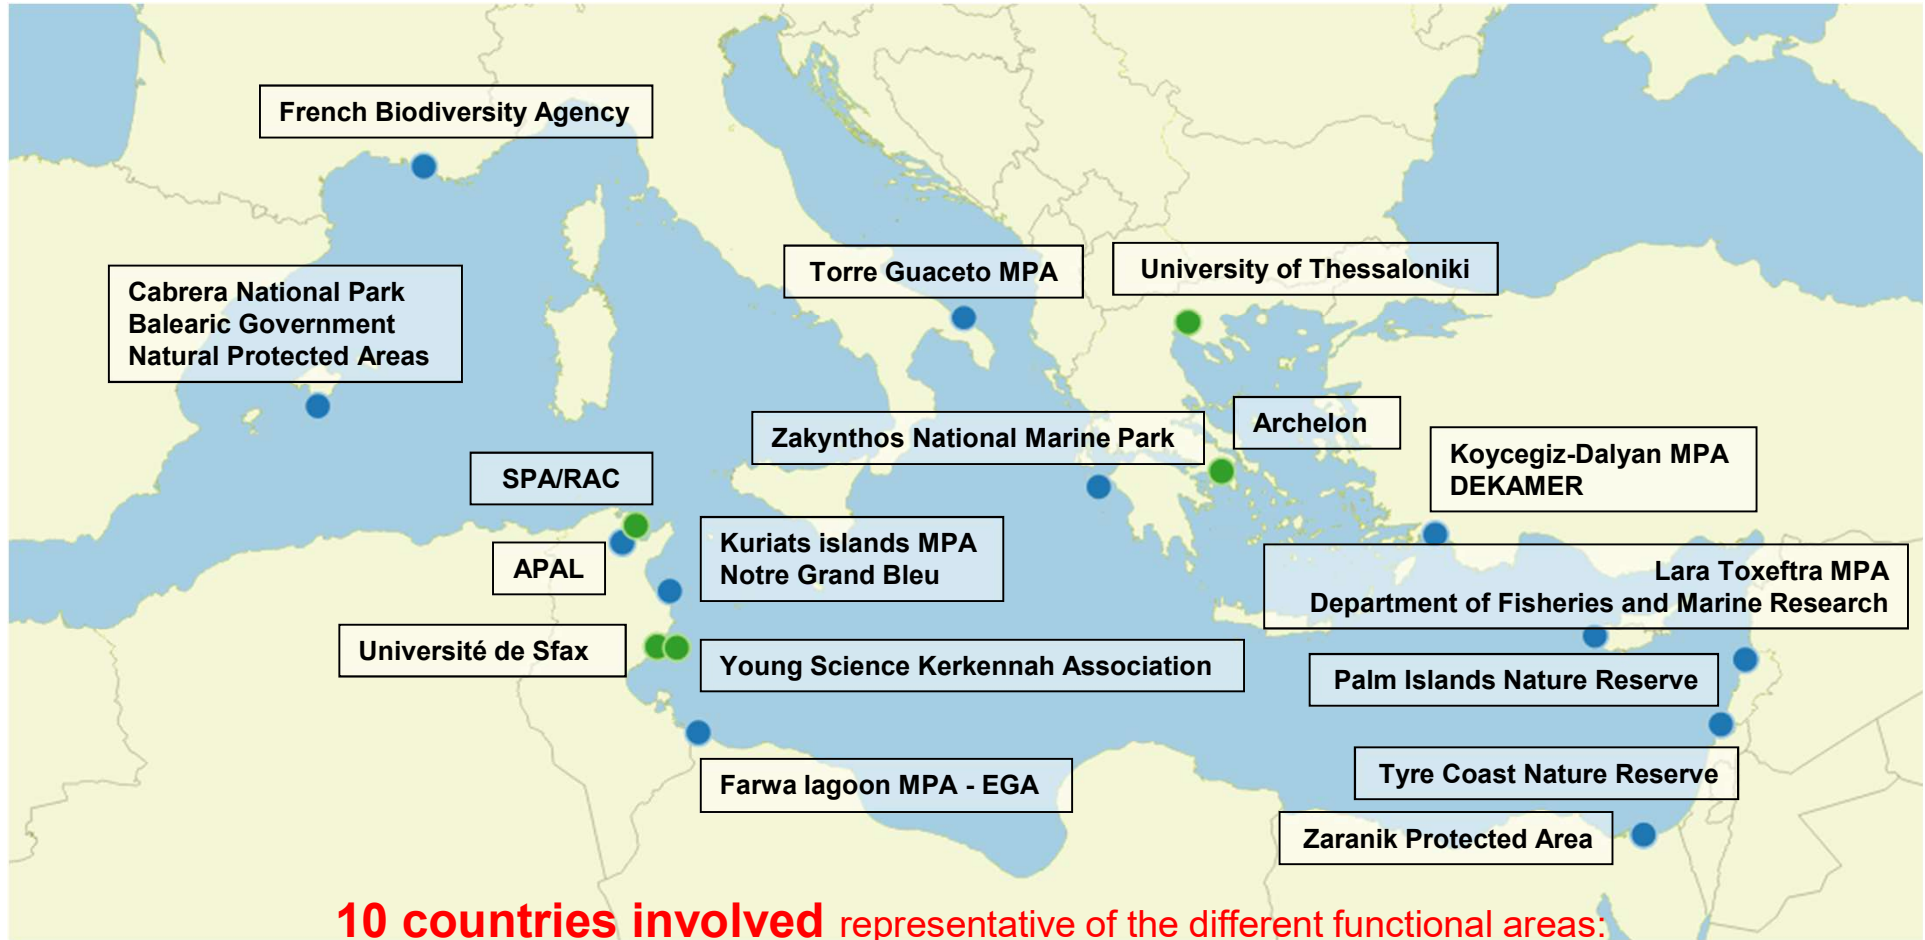 French Biodiversity Agency
Torre Guaceto MPA
University of Thessaloniki
Cabrera National Park
Balearic Government
Natural Protected Areas
Zakynthos National Marine Park
Archelon
Koycegiz-Dalyan MPA
DEKAMER
SPA/RAC
APAL
Kuriats islands MPA
Notre Grand Bleu
Lara Toxeftra MPA
Department of Fisheries and Marine Research
Université de Sfax
Young Science Kerkennah Association
Palm Islands Nature Reserve
Farwa lagoon MPA - EGA
Tyre Coast Nature Reserve
Zaranik Protected Area
10 countries involved representative of the different functional areas: